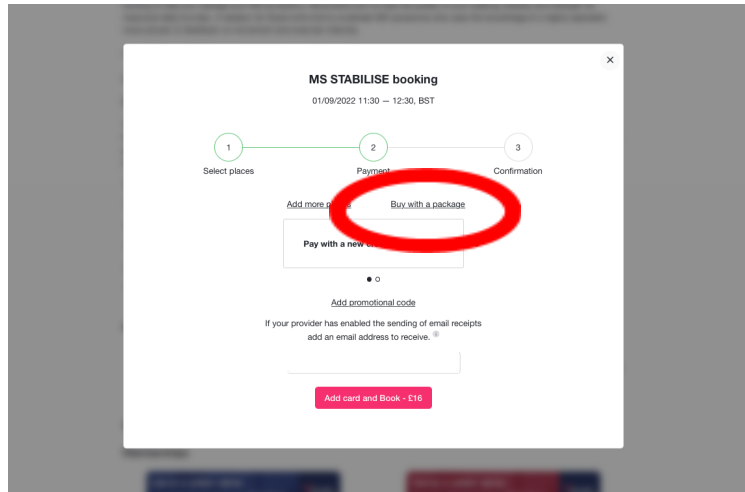 MS STABILISE booking
01/09/2022 11:30 — 12:30, BST
1 2 3
Select places Payment Confirmation
Add more Buy with a package
Pay with a new
Add promotional code
If your provider has enabled the sending of email receipts
add an email address to receive.
Add card and Book - £16